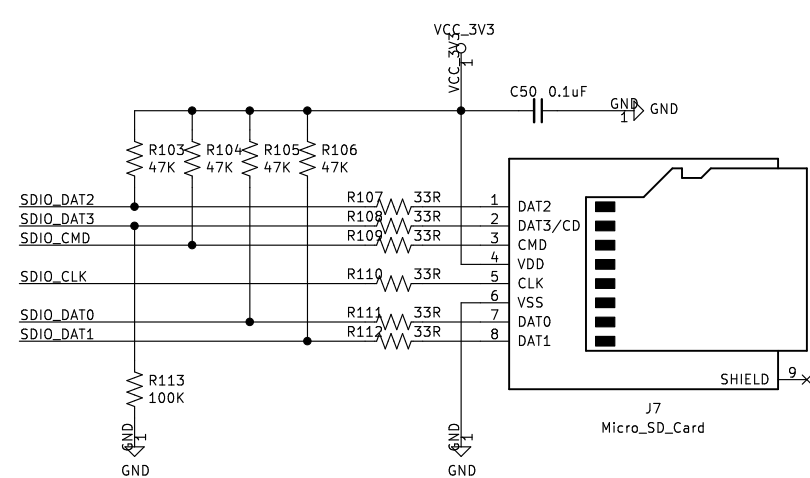 VCC_3V3
VCC_3V3
1
C50 0.1uF
GND
1
GND
R103 R104 R105 R106
47K 47K 47K 47K
SDIO_DAT2 R107 33R 1 DAT2
SDIO_DAT3 R108 33R 2 DAT3/CD
SDIO_CMD R109 33R 3 CMD
4 VDD
SDIO_CLK R110 33R 5 CLK
6 VSS
SDIO_DAT0 R111 33R 7 DAT0
SDIO_DAT1 R112 33R 8 DAT1
R113
100K
SHIELD 9
J7
Micro_SD_Card
GND
1
GND
GND
1
GND